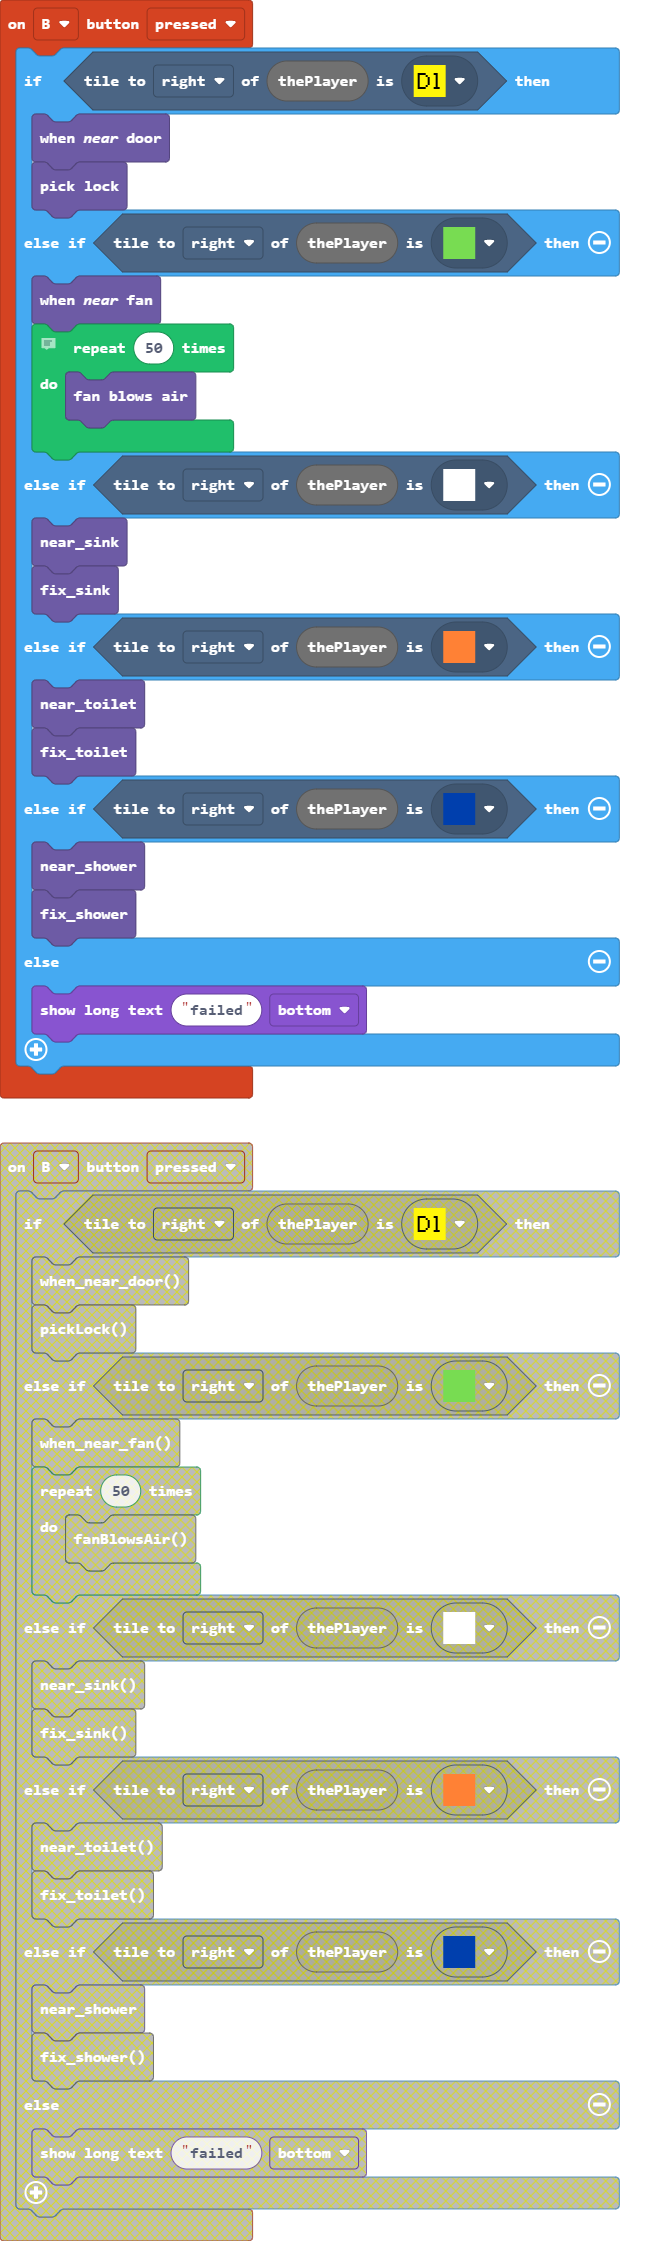 on B button pressed
if tile to right of thePlayer is D1 then
when near door
pick lock
else if tile to right of thePlayer is then
when near fan
repeat 50 times
do fan blows air
else if tile to right of thePlayer is then
near_sink
fix_sink
else if tile to right of thePlayer is then
near_toilet
fix_toilet
else if tile to right of thePlayer is then
near_shower
fix_shower
else
show long text "failed" bottom
on B button pressed
if tile to right of thePlayer is D1 then
when_near_door()
pickLock()
else if tile to right of thePlayer is then
when_near_fan()
repeat 50 times
do fanBlowsAir()
else if tile to right of thePlayer is then
near_sink()
fix_sink()
else if tile to right of thePlayer is then
near_toilet()
fix_toilet()
else if tile to right of thePlayer is then
near_shower
fix_shower()
else
show long text "failed" bottom